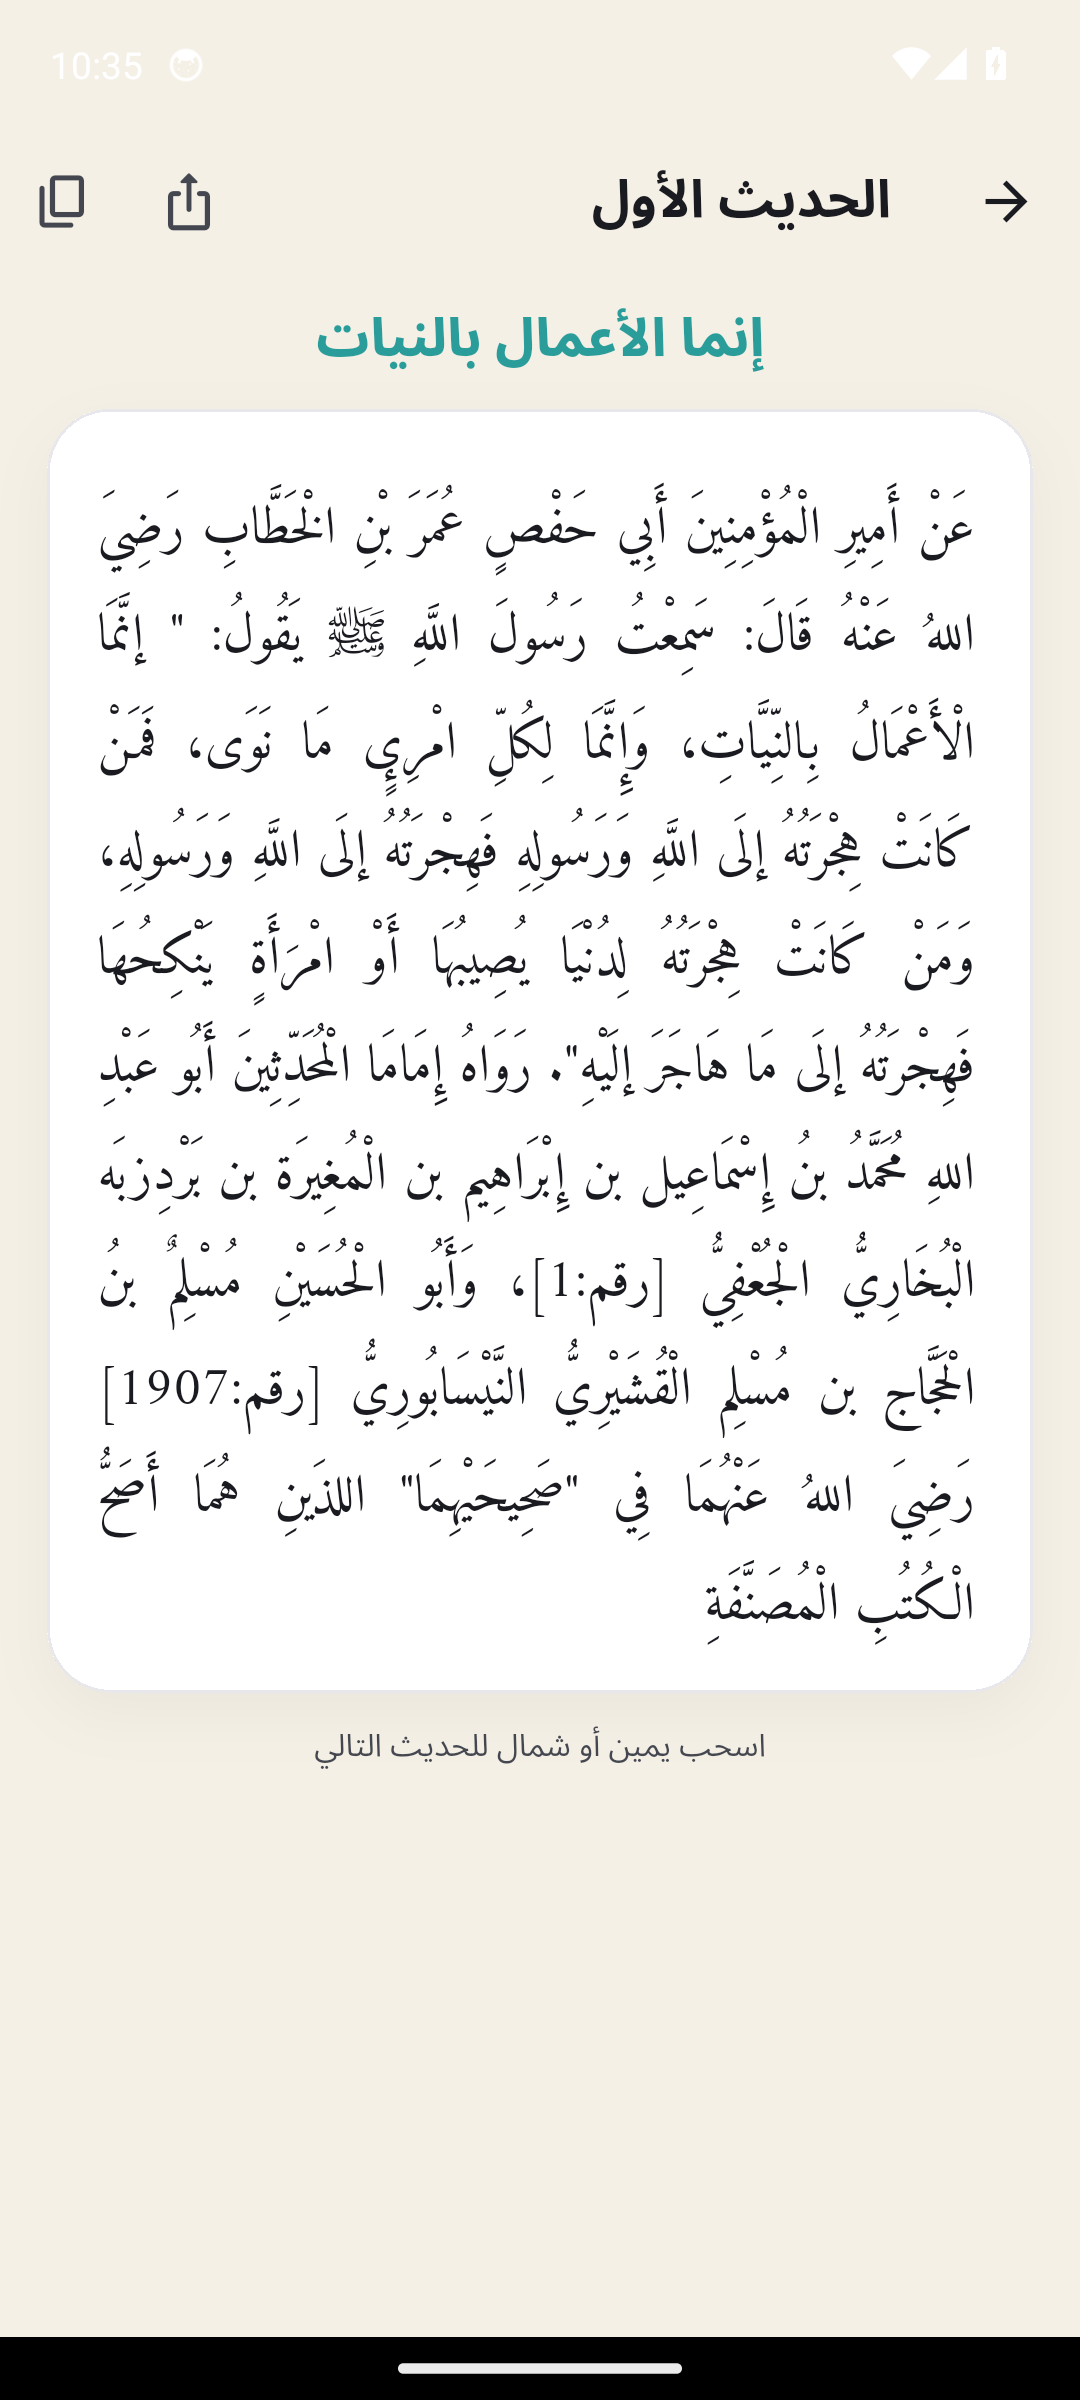 10:35
الحديث الأول
إنما الأعمال بالنيات
عَنْ أَمِيرِ الْمُؤْمِنِينَ أَبِي حَفْصٍ عُمَرَ بْنِ الْخَطَّابِ رَضِيَ
اللهُ عَنْهُ قَالَ: سَمِعْتُ رَسُولَ اللَّهِ ﷺ يَقُولُ: " إنَّمَا
الْأَعْمَالُ بِالنِّيَّاتِ، وَإِنَّمَا لِكُلِّ امْرِئٍ مَا نَوَى، فَمَنْ
كَانَتْ هِجْرَتُهُ إلَى اللَّهِ وَرَسُولِهِ فَهِجْرَتُهُ إلَى اللَّهِ وَرَسُولِهِ،
وَمَنْ كَانَتْ هِجْرَتُهُ لِدُنْيَا يُصِيبُهَا أَوْ امْرَأَةٍ يَنْكِحُهَا
فَهِجْرَتُهُ إلَى مَا هَاجَرَ إلَيْهِ". رَوَاهُ إِمَامَا الْمُحَدِّثِينَ أَبُو عَبْدِ
اللهِ مُحَمَّدُ بنُ إِسْمَاعِيل بن إِبْرَاهِيم بن الْمُغِيرَة بن بَرْدِزبَه
الْبُخَارِيُّ الْجُعْفِيُّ [رقم:1]، وَأَبُو الْحُسَيْنِ مُسْلِمٌ بنُ
الْحَجَّاج بن مُسْلِم الْقُشَيْرِيُّ النَّيْسَابُورِيُّ [رقم:1907]
رَضِيَ اللهُ عَنْهُمَا فِي "صَحِيحَيْهِمَا" اللذَينِ هُمَا أَصَحُّ
الْكُتُبِ الْمُصَنَّفَةِ
اسحب يمين أو شمال للحديث التالي